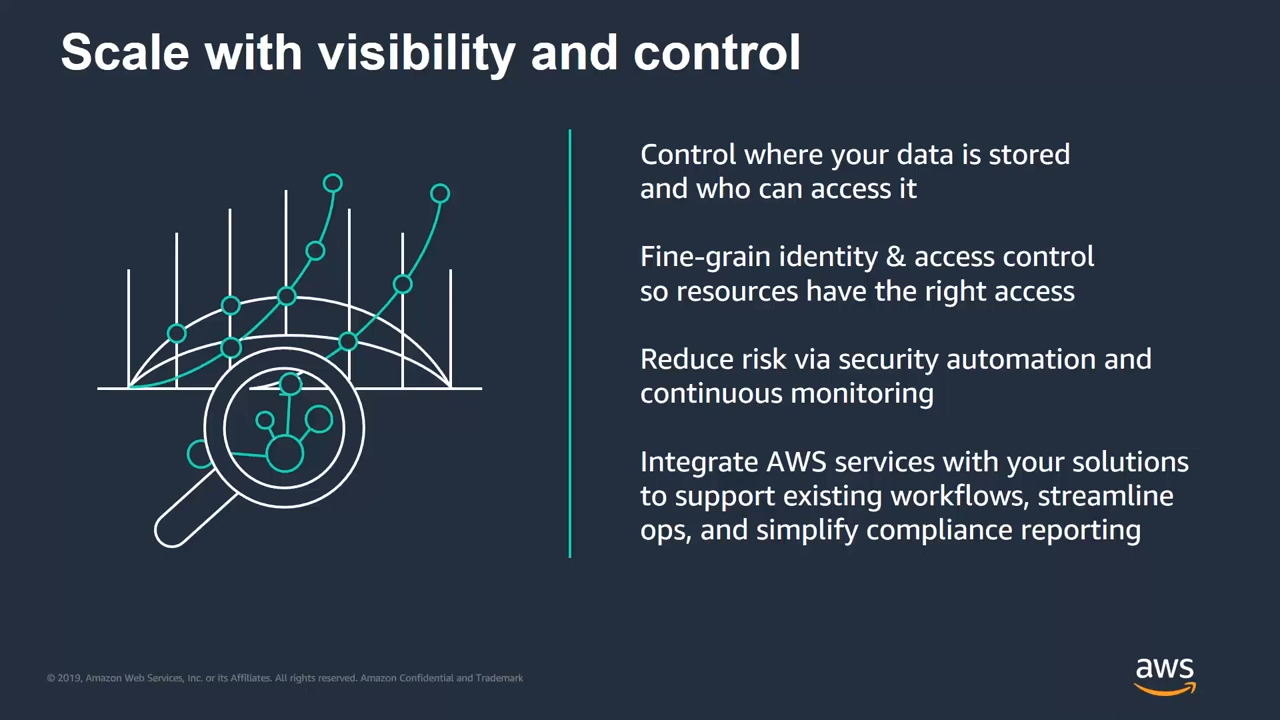 Scale with visibility and control
Control where your data is stored
and who can access it
Fine-grain identity & access control
so resources have the right access
Reduce risk via security automation and
continuous monitoring
Integrate AWS services with your solutions
to support existing workflows, streamline
ops, and simplify compliance reporting
© 2019, Amazon Web Services, Inc. or its Affiliates. All rights reserved. Amazon Confidential and Trademark
aws